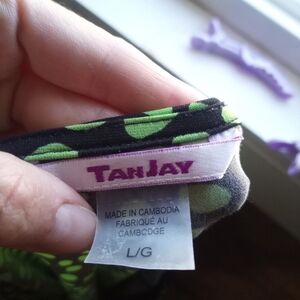 TANJAY
MADE IN CAMBODIA
FABRIQUÉ AU
CAMBODGE
L/G